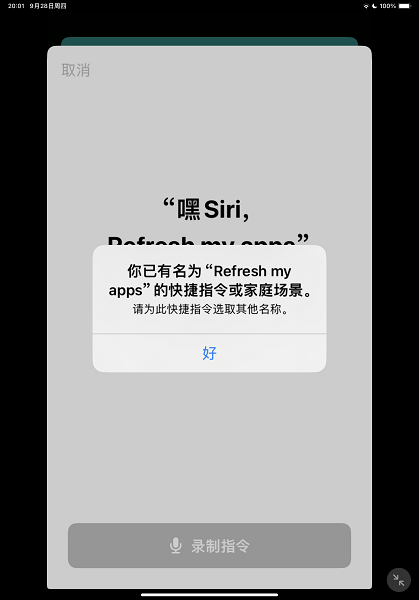 20:01 9月28日周四
100%
取消
“嘿 Siri,
Refresh my apps”
你已有名为“Refresh my
apps”的快捷指令或家庭场景。
请为此快捷指令选取其他名称。
好
录制指令